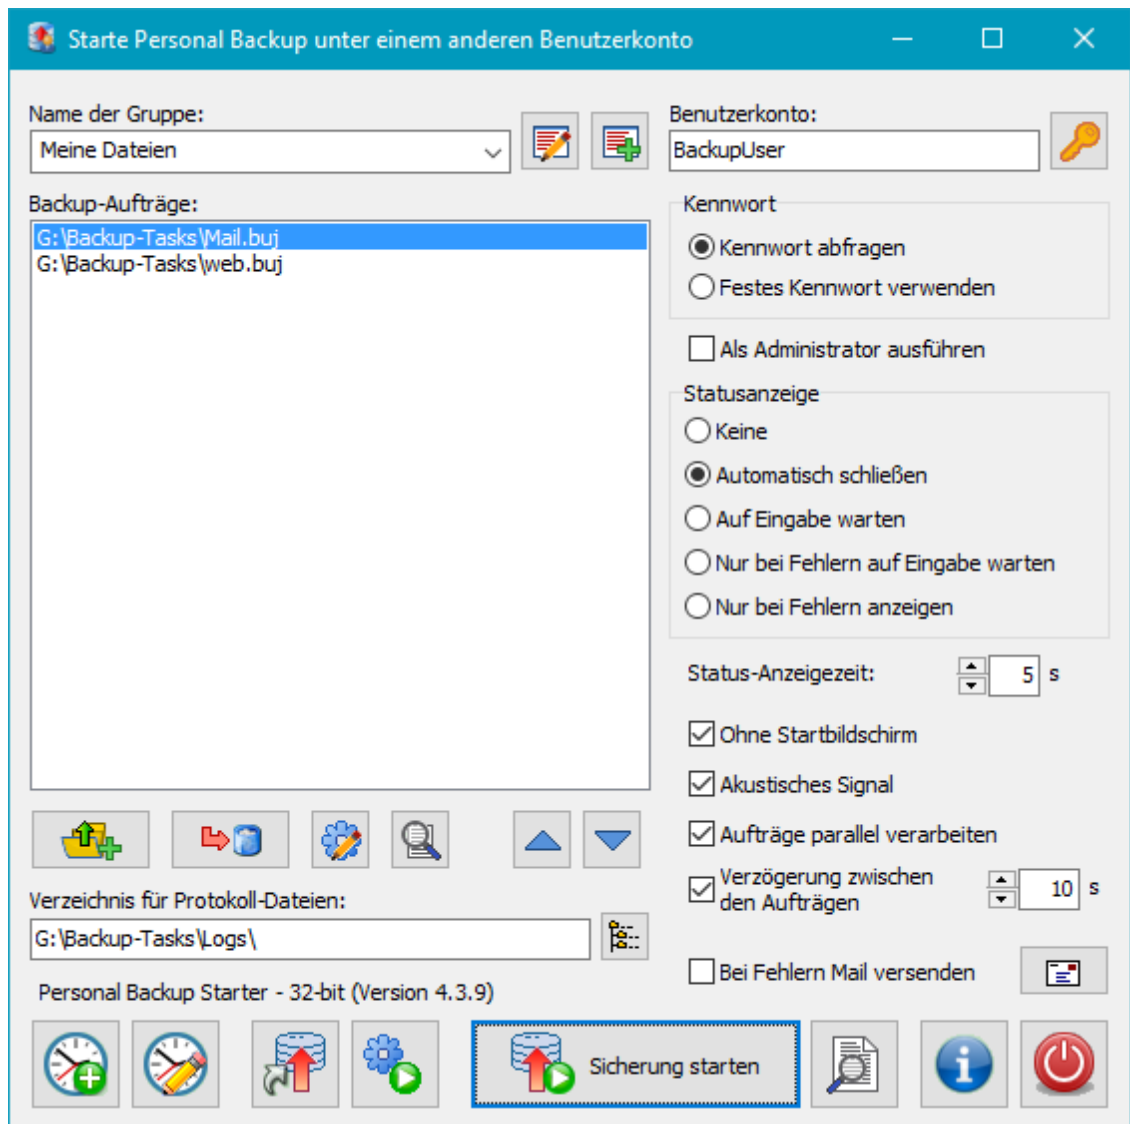 Starte Personal Backup unter einem anderen Benutzerkonto
Name der Gruppe:
Meine Dateien
Backup-Aufträge:
G:\Backup-Tasks\Mail.buj
G:\Backup-Tasks\web.buj
Verzeichnis für Protokoll-Dateien:
G:\Backup-Tasks\Logs\
Personal Backup Starter - 32-bit (Version 4.3.9)
Benutzerkonto:
BackupUser
Kennwort
Kennwort abfragen
Festes Kennwort verwenden
Als Administrator ausführen
Statusanzeige
Keine
Automatisch schließen
Auf Eingabe warten
Nur bei Fehlern auf Eingabe warten
Nur bei Fehlern anzeigen
Status-Anzeigezeit: 5 s
Ohne Startbildschirm
Akustisches Signal
Aufträge parallel verarbeiten
Verzögerung zwischen
den Aufträgen 10 s
Bei Fehlern Mail versenden
Sicherung starten